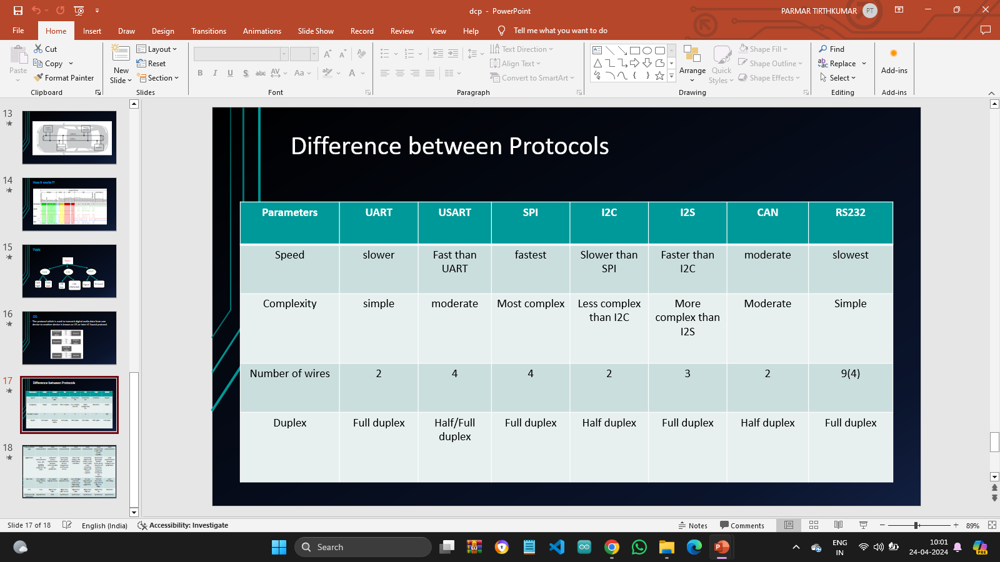 dcp - PowerPoint
PARMAR TIRTHKUMAR PT
File Home Insert Draw Design Transitions Animations Slide Show Record Review View Help Tell me what you want to do
Paste
Cut
Copy
Format Painter
Clipboard
New Slide
Layout
Reset
Section
Slides
B I U S abc AV Aa A
Font
Text Direction
Align Text
Convert to SmartArt
Paragraph
Arrange
Quick Styles
Shape Fill
Shape Outline
Shape Effects
Drawing
Find
Replace
Select
Editing
Add-ins
Add-ins
13
14
How it works??
15
TWAI
16
I2S
The protocol which is used to transmit digital audio data from one
device to another device is known as I2S or Inter-IC Sound protocol.
17
Difference between Protocols
18
Difference between Protocols
Parameters UART USART SPI I2C I2S CAN RS232
Speed slower Fast than UART fastest Slower than SPI Faster than I2C moderate slowest
Complexity simple moderate Most complex Less complex than I2C More complex than I2S Moderate Simple
Number of wires 2 4 4 2 3 2 9(4)
Duplex Full duplex Half/Full duplex Full duplex Half duplex Full duplex Half duplex Full duplex
Slide 17 of 18 English (India) Accessibility: Investigate Notes Comments 89%
Search
ENG
IN
10:01
24-04-2024
PRE